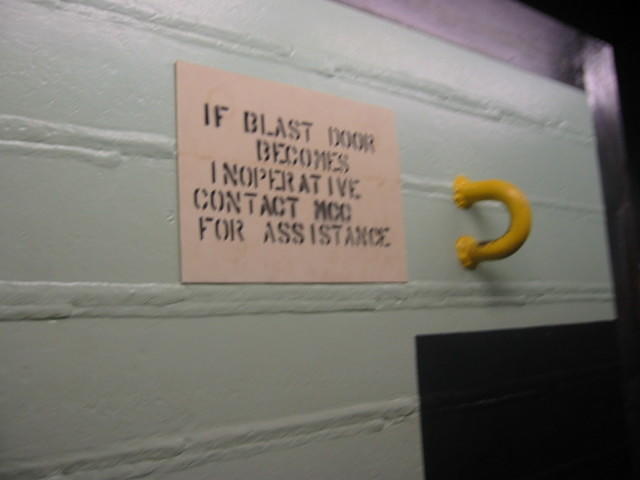 IF BLAST DOOR
BECOMES
INOPERATIVE
CONTACT MCC
FOR ASSISTANCE